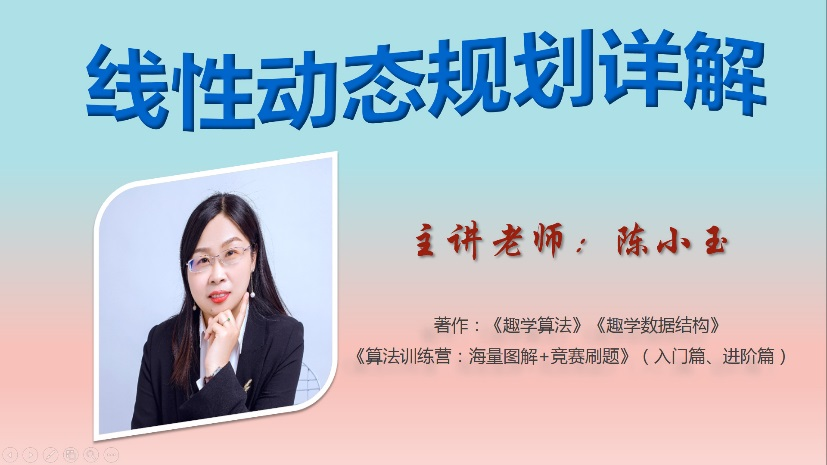 线性动态规划详解
主讲老师：陈小玉
著作：《趣学算法》《趣学数据结构》
《算法训练营：海量图解+竞赛刷题》（入门篇、进阶篇）